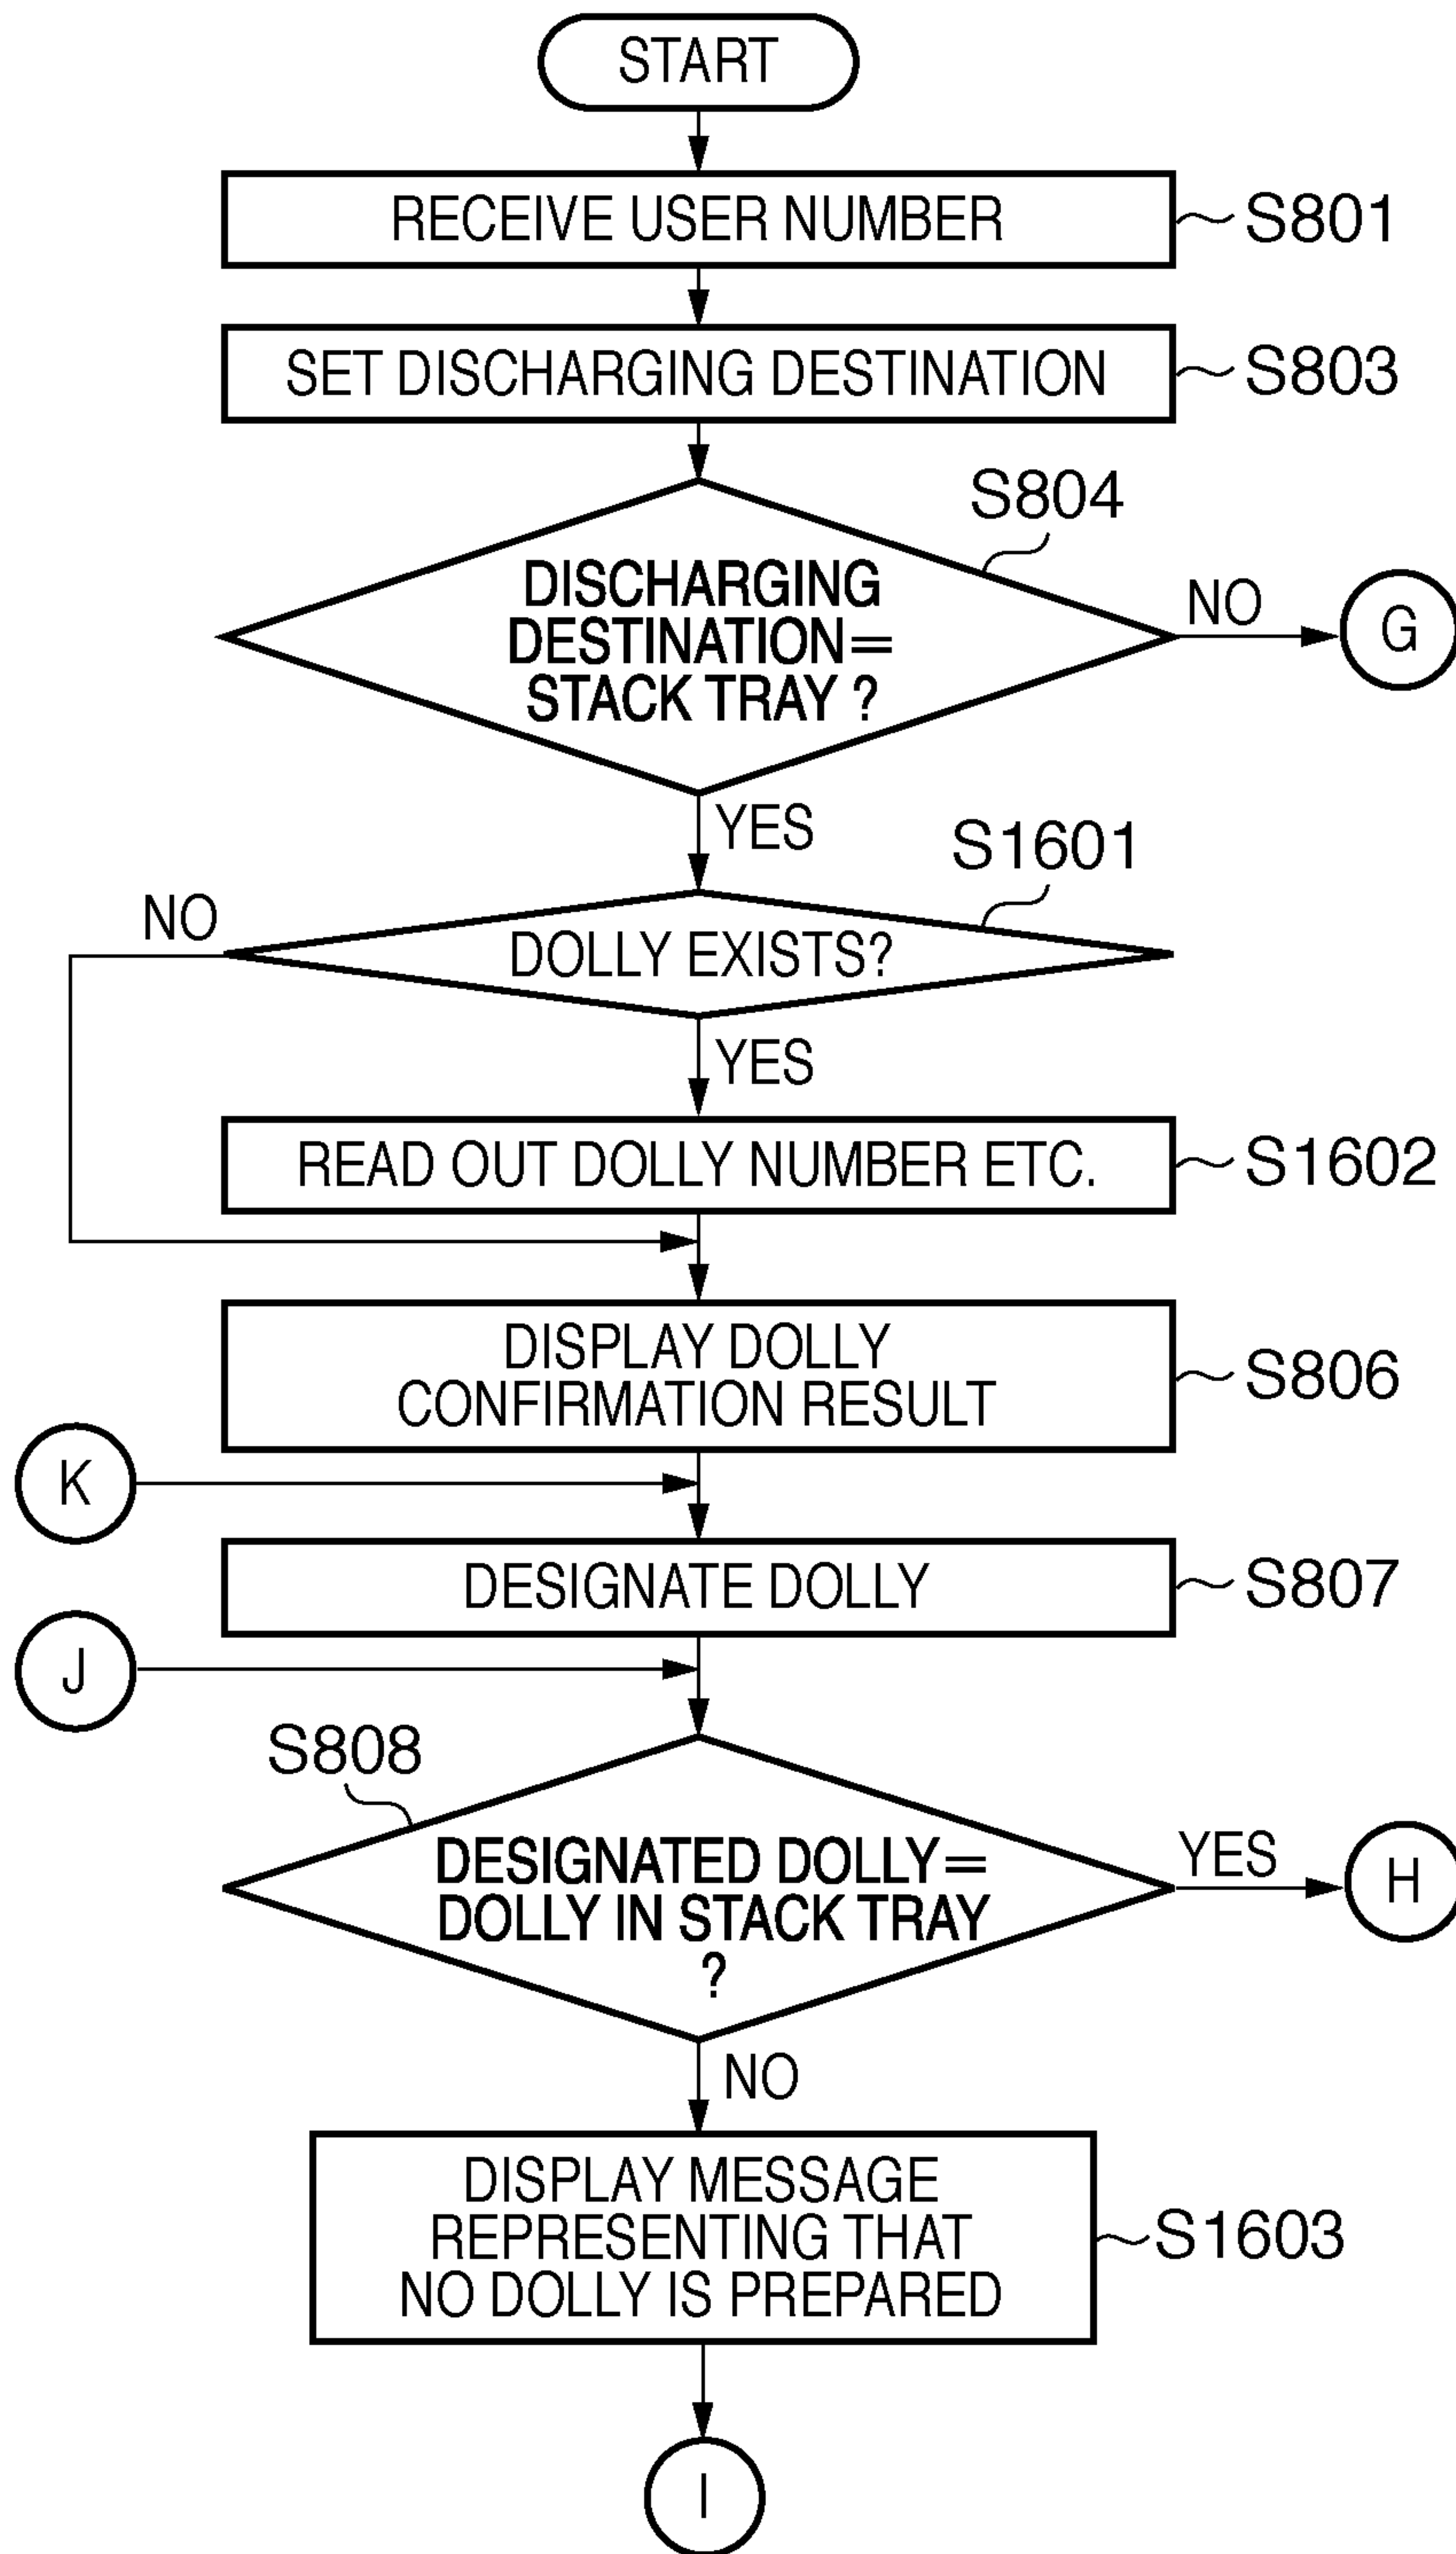 START
RECEIVE USER NUMBER
S801
SET DISCHARGING DESTINATION
S803
S804
DISCHARGING
DESTINATION=
STACK TRAY ?
NO
G
YES
S1601
NO
DOLLY EXISTS?
YES
READ OUT DOLLY NUMBER ETC.
S1602
DISPLAY DOLLY
CONFIRMATION RESULT
S806
K
DESIGNATE DOLLY
S807
J
S808
DESIGNATED DOLLY=
DOLLY IN STACK TRAY
?
YES
H
NO
DISPLAY MESSAGE
REPRESENTING THAT
NO DOLLY IS PREPARED
S1603
I